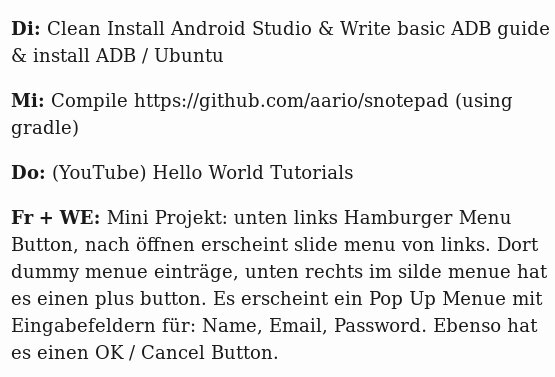 Di: Clean Install Android Studio & Write basic ADB guide
& install ADB / Ubuntu
Mi: Compile https://github.com/aario/snotepad (using
gradle)
Do: (YouTube) Hello World Tutorials
Fr + WE: Mini Projekt: unten links Hamburger Menu
Button, nach öffnen erscheint slide menu von links. Dort
dummy menue einträge, unten rechts im silde menue hat
es einen plus button. Es erscheint ein Pop Up Menue mit
Eingabefeldern für: Name, Email, Password. Ebenso hat
es einen OK / Cancel Button.